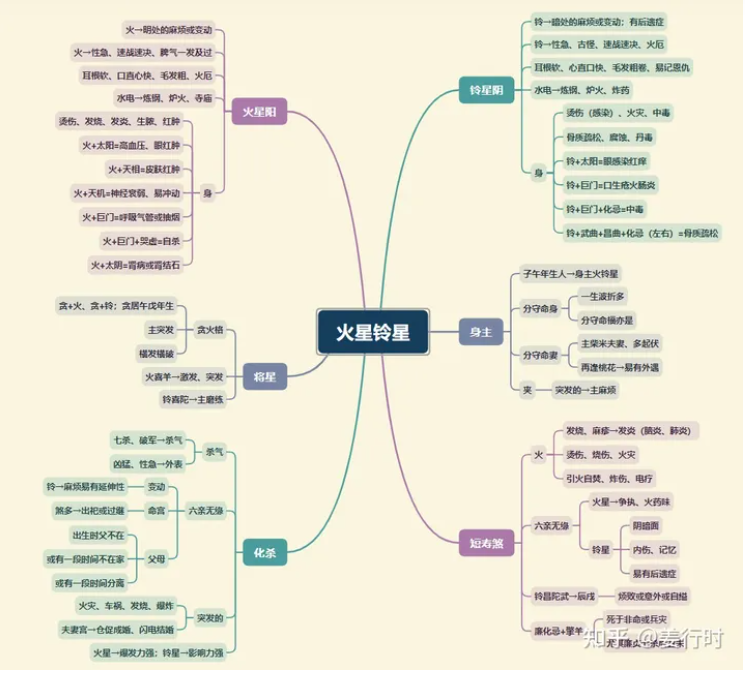 火星铃星
火星阳
火→阴处的麻烦或变动
火→性急、速战速决、脾气一发及过
耳根软、口直心快、毛发粗、火厄
水电→炼钢、炉火、寺庙
身
烫伤、发烧、发炎、生脓、红肿
火+太阳=高血压、眼红肿
火+天相=皮肤红肿
火+天机=神经衰弱、易冲动
火+巨门=呼吸气管或抽烟
火+巨门+哭虚=自杀
火+太阴=肾病或肾结石
将星
贪火格
贪+火、贪+铃；贪居午戌年生
主突发
横发横破
火喜羊→激发、突发
铃喜陀→主磨练
化杀
杀气
七杀、破军→杀气
凶猛、性急→外表
六亲无缘
变动
铃→麻烦易有延伸性
命宫
煞多→出祀或过继
父母
出生时父不在
或有一段时间不在家
或有一段时间分离
突发的
火灾、车祸、发烧、爆炸
夫妻宫→仓促成婚、闪电结婚
火星→爆发力强；铃星→影响力强
铃星阴
铃→暗处的麻烦或变动；有后遗症
铃→性急、古怪、速战速决、火厄
耳根软、心直口快、毛发粗卷、易记恩仇
水电→炼钢、炉火、炸药
身
烫伤（感染）、火灾、中毒
骨质疏松、腐蚀、丹毒
铃+太阳=眼感染红痒
铃+巨门=口生疮火肠炎
铃+巨门+化忌=中毒
铃+武曲+昌曲+化忌（左右）=骨质疏松
身主
子午年生人→身主火铃星
分守命身
一生波折多
分守命福亦是
分守命妻
主柴米夫妻、多起伏
再逢桃花→易有外遇
夹
突发的→主麻烦
短寿煞
火
发烧、麻疹→发炎（脑炎、肺炎）
烫伤、烧伤、火灾
引火自焚、炸伤、电疗
六亲无缘
火星→争执、火药味
铃星
阴暗面
内伤、记忆
易有后遗症
铃昌陀武→辰戌
烦致或意外或自缢
廉化忌+擎羊
死于非命或兵灾
知乎 @姜行时